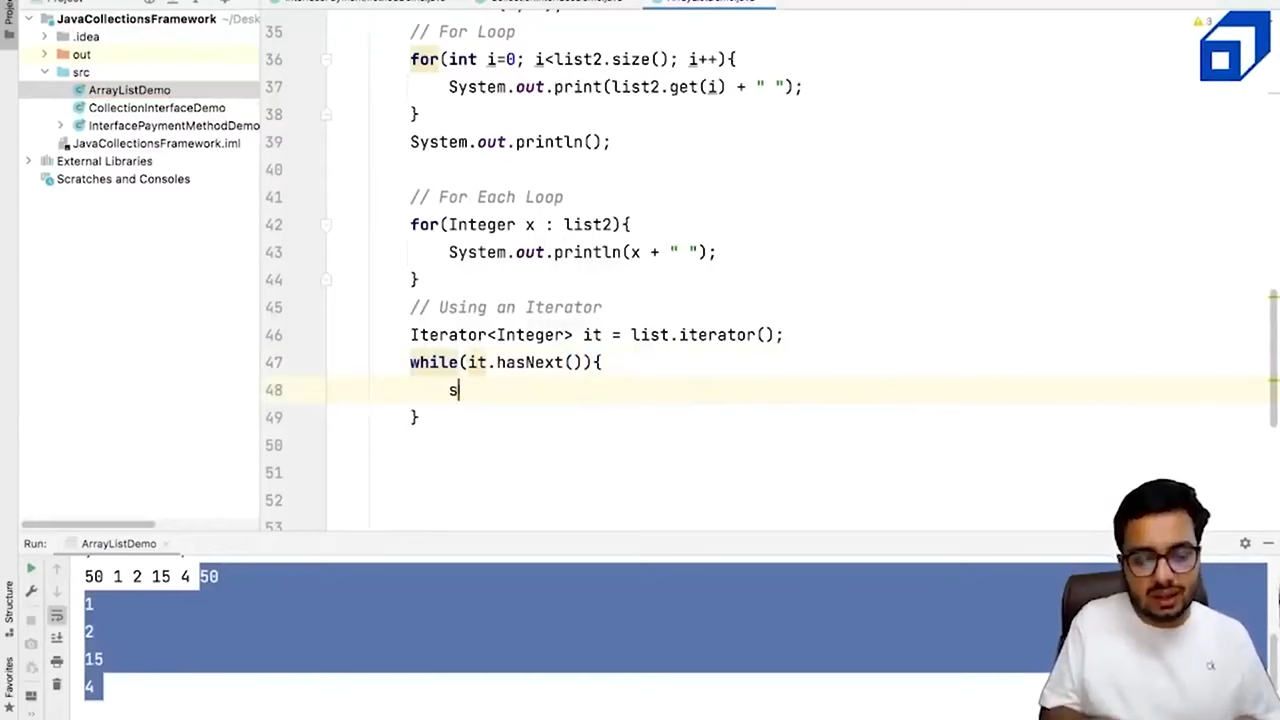 JavaCollectionsFramework ~/Desk
.idea
out
src
ArrayListDemo
CollectionInterfaceDemo
InterfacePaymentMethodDemo
JavaCollectionsFramework.iml
External Libraries
Scratches and Consoles
35 // For Loop
36 for(int i=0; i<list2.size(); i++){
37 System.out.print(list2.get(i) + " ");
38 }
39 System.out.println();
40
41 // For Each Loop
42 for(Integer x : list2){
43 System.out.println(x + " ");
44 }
45 // Using an Iterator
46 Iterator<Integer> it = list.iterator();
47 while(it.hasNext()){
48 s
49 }
50
51
52
53
3
Run: ArrayListDemo
50 1 2 15 4 50
1
2
15
4
Structure
Favorites